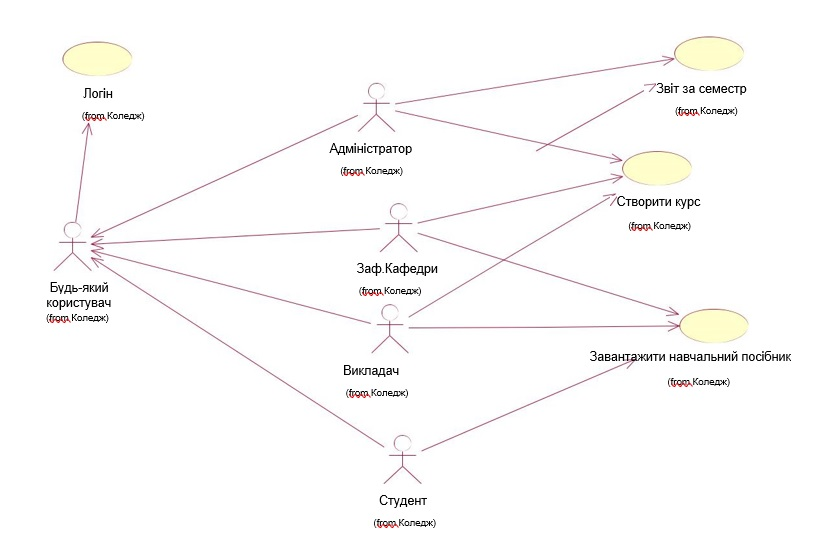 Логін
(from Коледж)
Звіт за семестр
(from Коледж)
Адміністратор
(from Коледж)
Створити курс
(from Коледж)
Заф.Кафедри
(from Коледж)
Будь-який
користувач
(from Коледж)
Викладач
(from Коледж)
Завантажити навчальний посібник
(from Коледж)
Студент
(from Коледж)